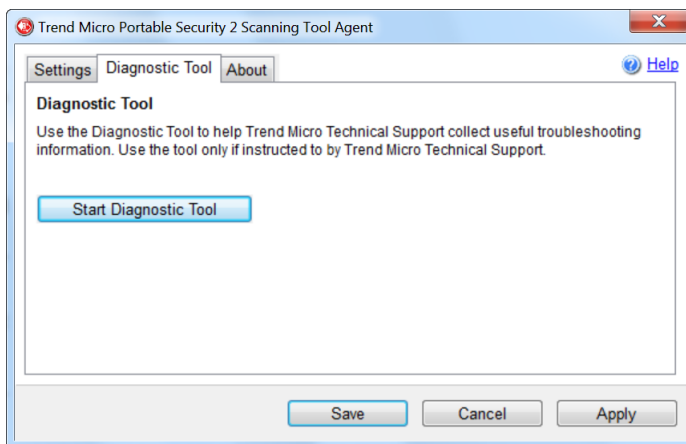 Trend Micro Portable Security 2 Scanning Tool Agent
Settings Diagnostic Tool About Help
Diagnostic Tool
Use the Diagnostic Tool to help Trend Micro Technical Support collect useful troubleshooting
information. Use the tool only if instructed to by Trend Micro Technical Support.
Start Diagnostic Tool
Save Cancel Apply